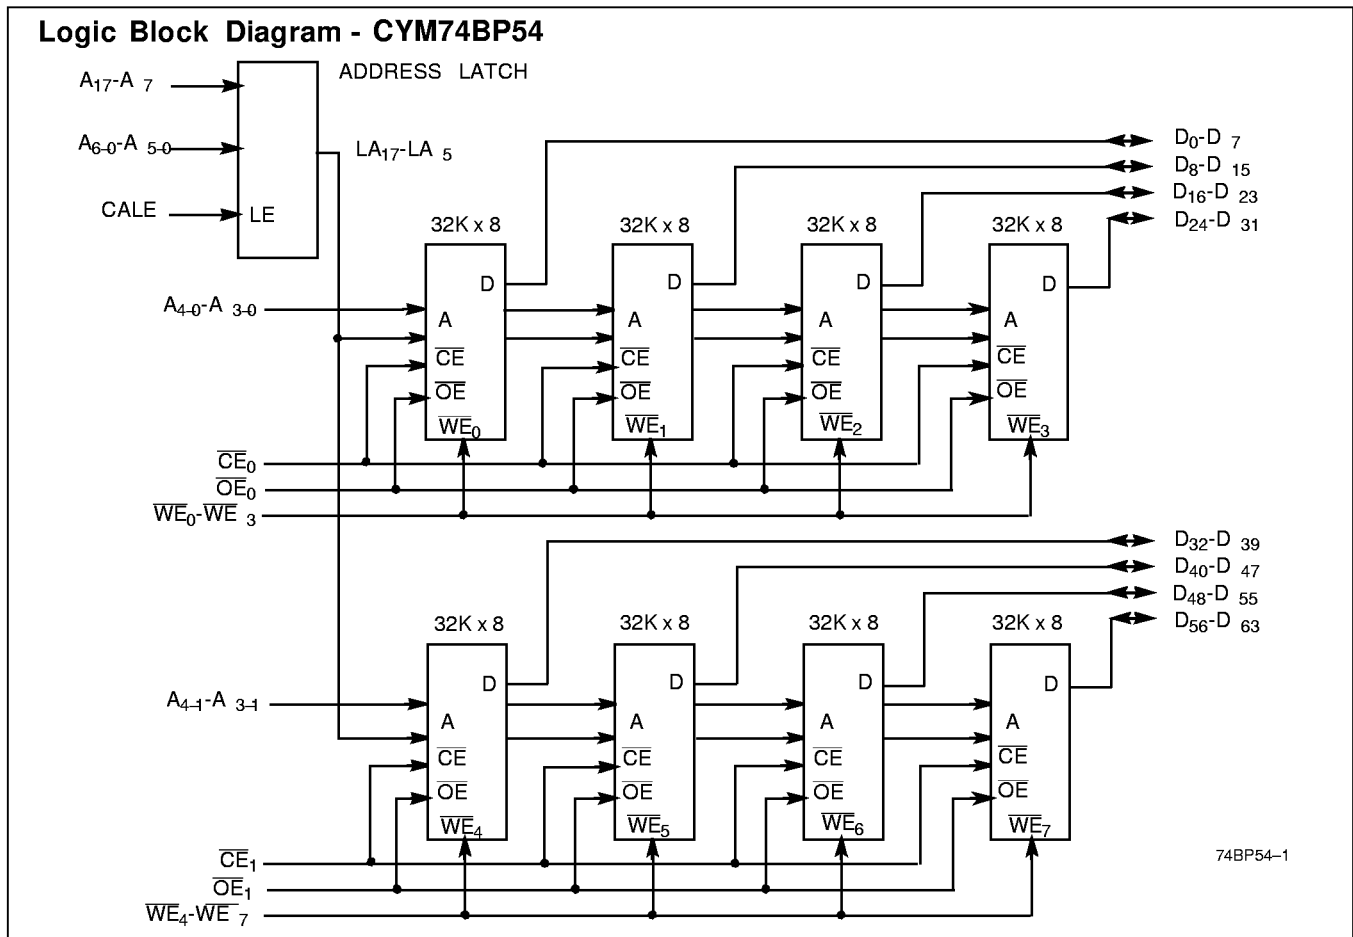 Logic Block Diagram - CYM74BP54
A17-A 7
ADDRESS LATCH
A6–0-A 5–0
LA17-LA 5
CALE
LE
D0-D 7
D8-D 15
D16-D 23
D24-D 31
32K x 8
32K x 8
32K x 8
32K x 8
D
D
D
D
A4–0-A 3–0
A
A
A
A
CE
CE
CE
CE
OE
OE
OE
OE
WE0
WE1
WE2
WE3
CE0
OE0
WE0-WE 3
D32-D 39
D40-D 47
D48-D 55
D56-D 63
32K x 8
32K x 8
32K x 8
32K x 8
D
D
D
D
A4–1-A 3–1
A
A
A
A
CE
CE
CE
CE
OE
OE
OE
OE
WE4
WE5
WE6
WE7
CE1
OE1
WE4-WE 7
74BP54–1